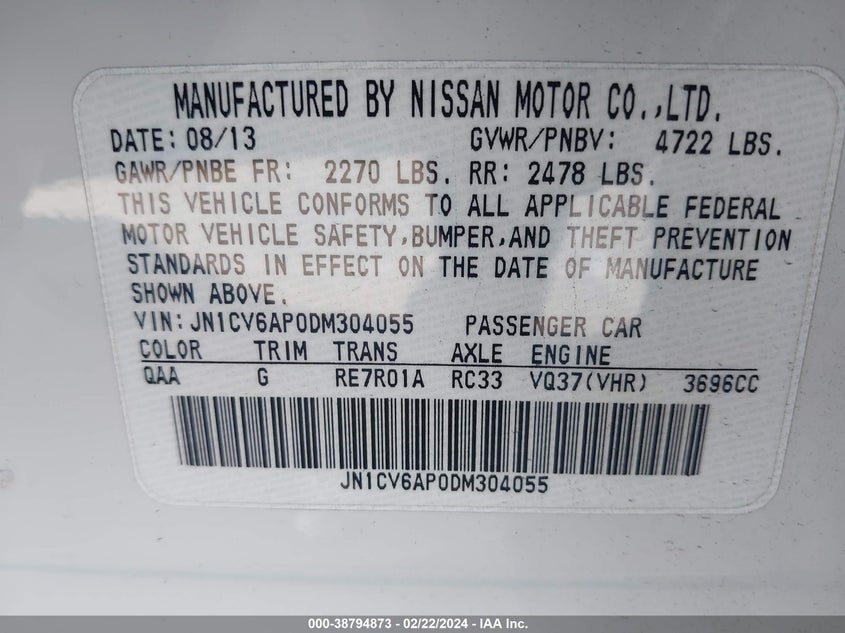 MANUFACTURED BY NISSAN MOTOR CO.,LTD.
DATE: 08/13 GVWR/PNBV: 4722 LBS.
GAWR/PNBE FR: 2270 LBS. RR: 2478 LBS.
THIS VEHICLE CONFORMS TO ALL APPLICABLE FEDERAL
MOTOR VEHICLE SAFETY,BUMPER,AND THEFT PREVENTION
STANDARDS IN EFFECT ON THE DATE OF MANUFACTURE
SHOWN ABOVE.
VIN:JN1CV6AP0DM304055 PASSENGER CAR
COLOR TRIM TRANS AXLE ENGINE
QAA G RE7R01A RC33 VQ37(VHR) 3696CC
JN1CV6AP0DM304055
000-38794873 - 02/22/2024 - IAA Inc.